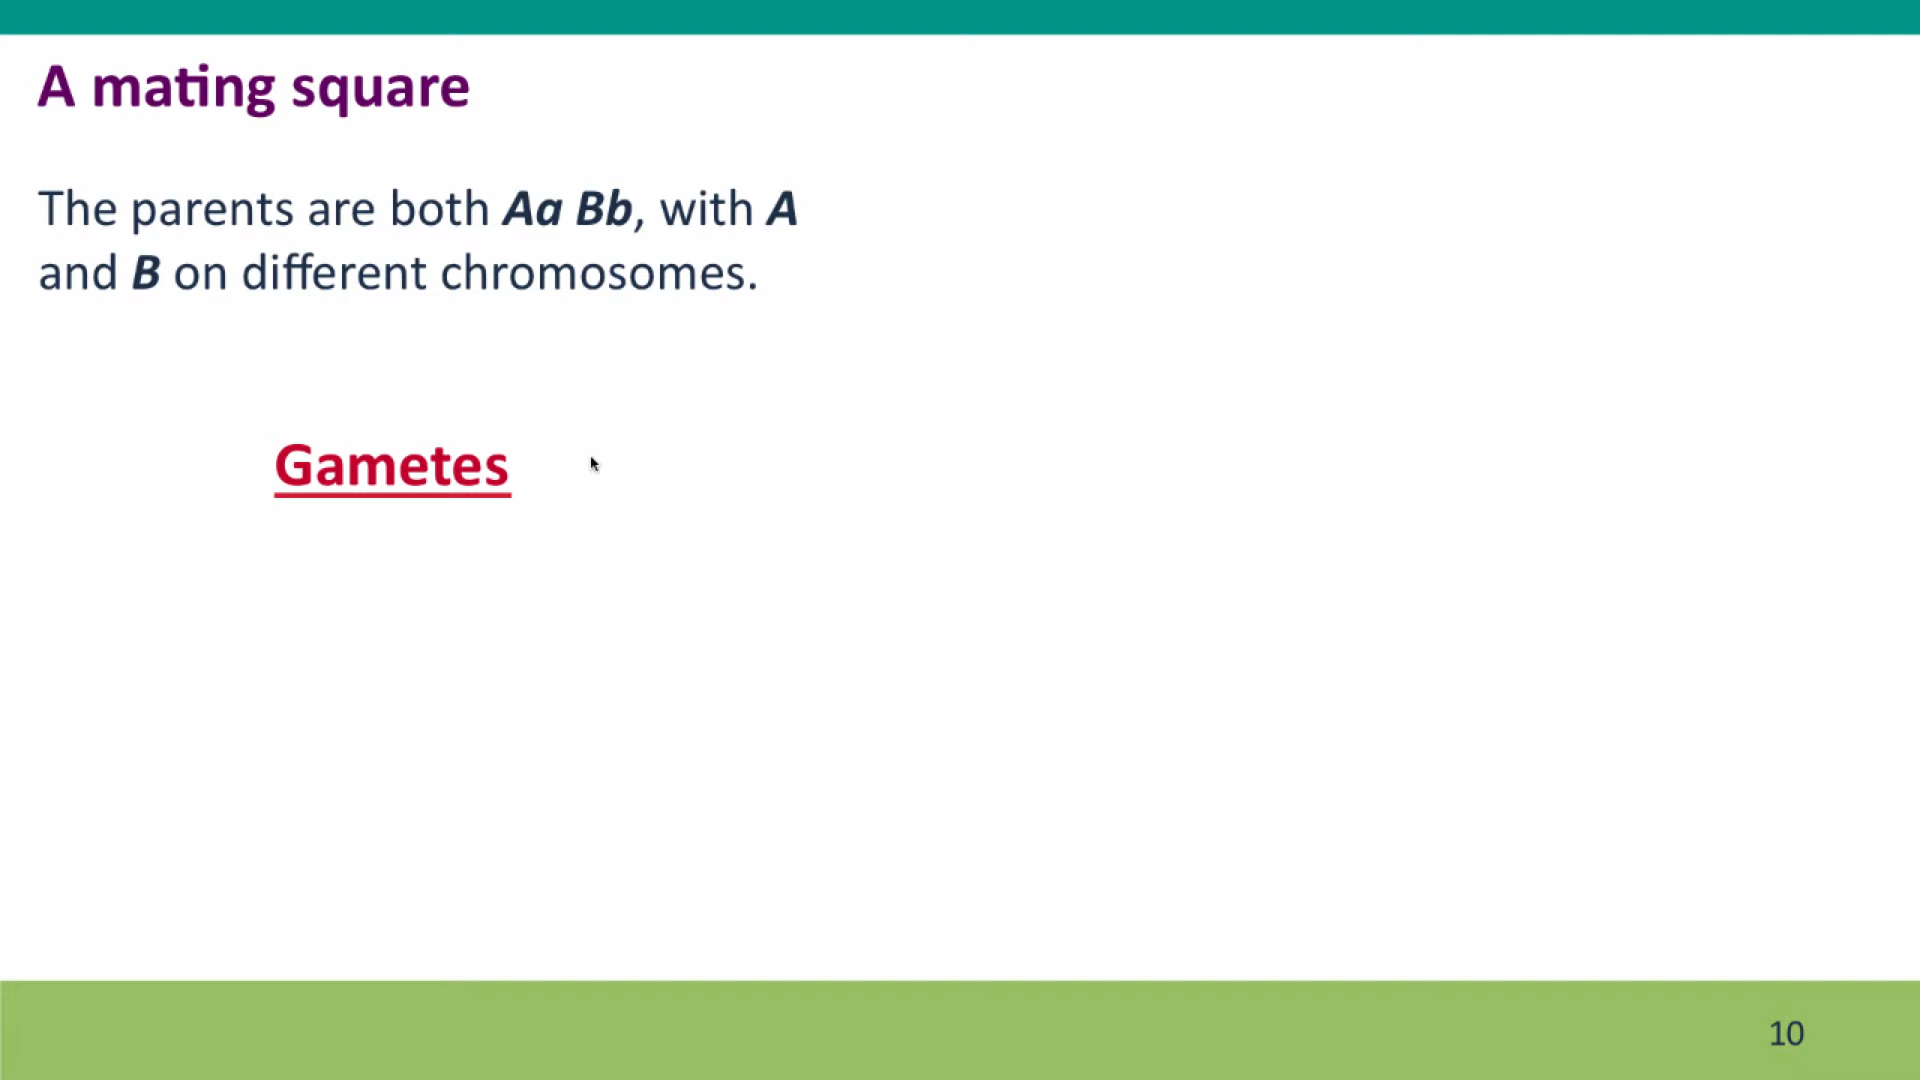 A mating square
The parents are both Aa Bb, with A
and B on different chromosomes.
Gametes
10